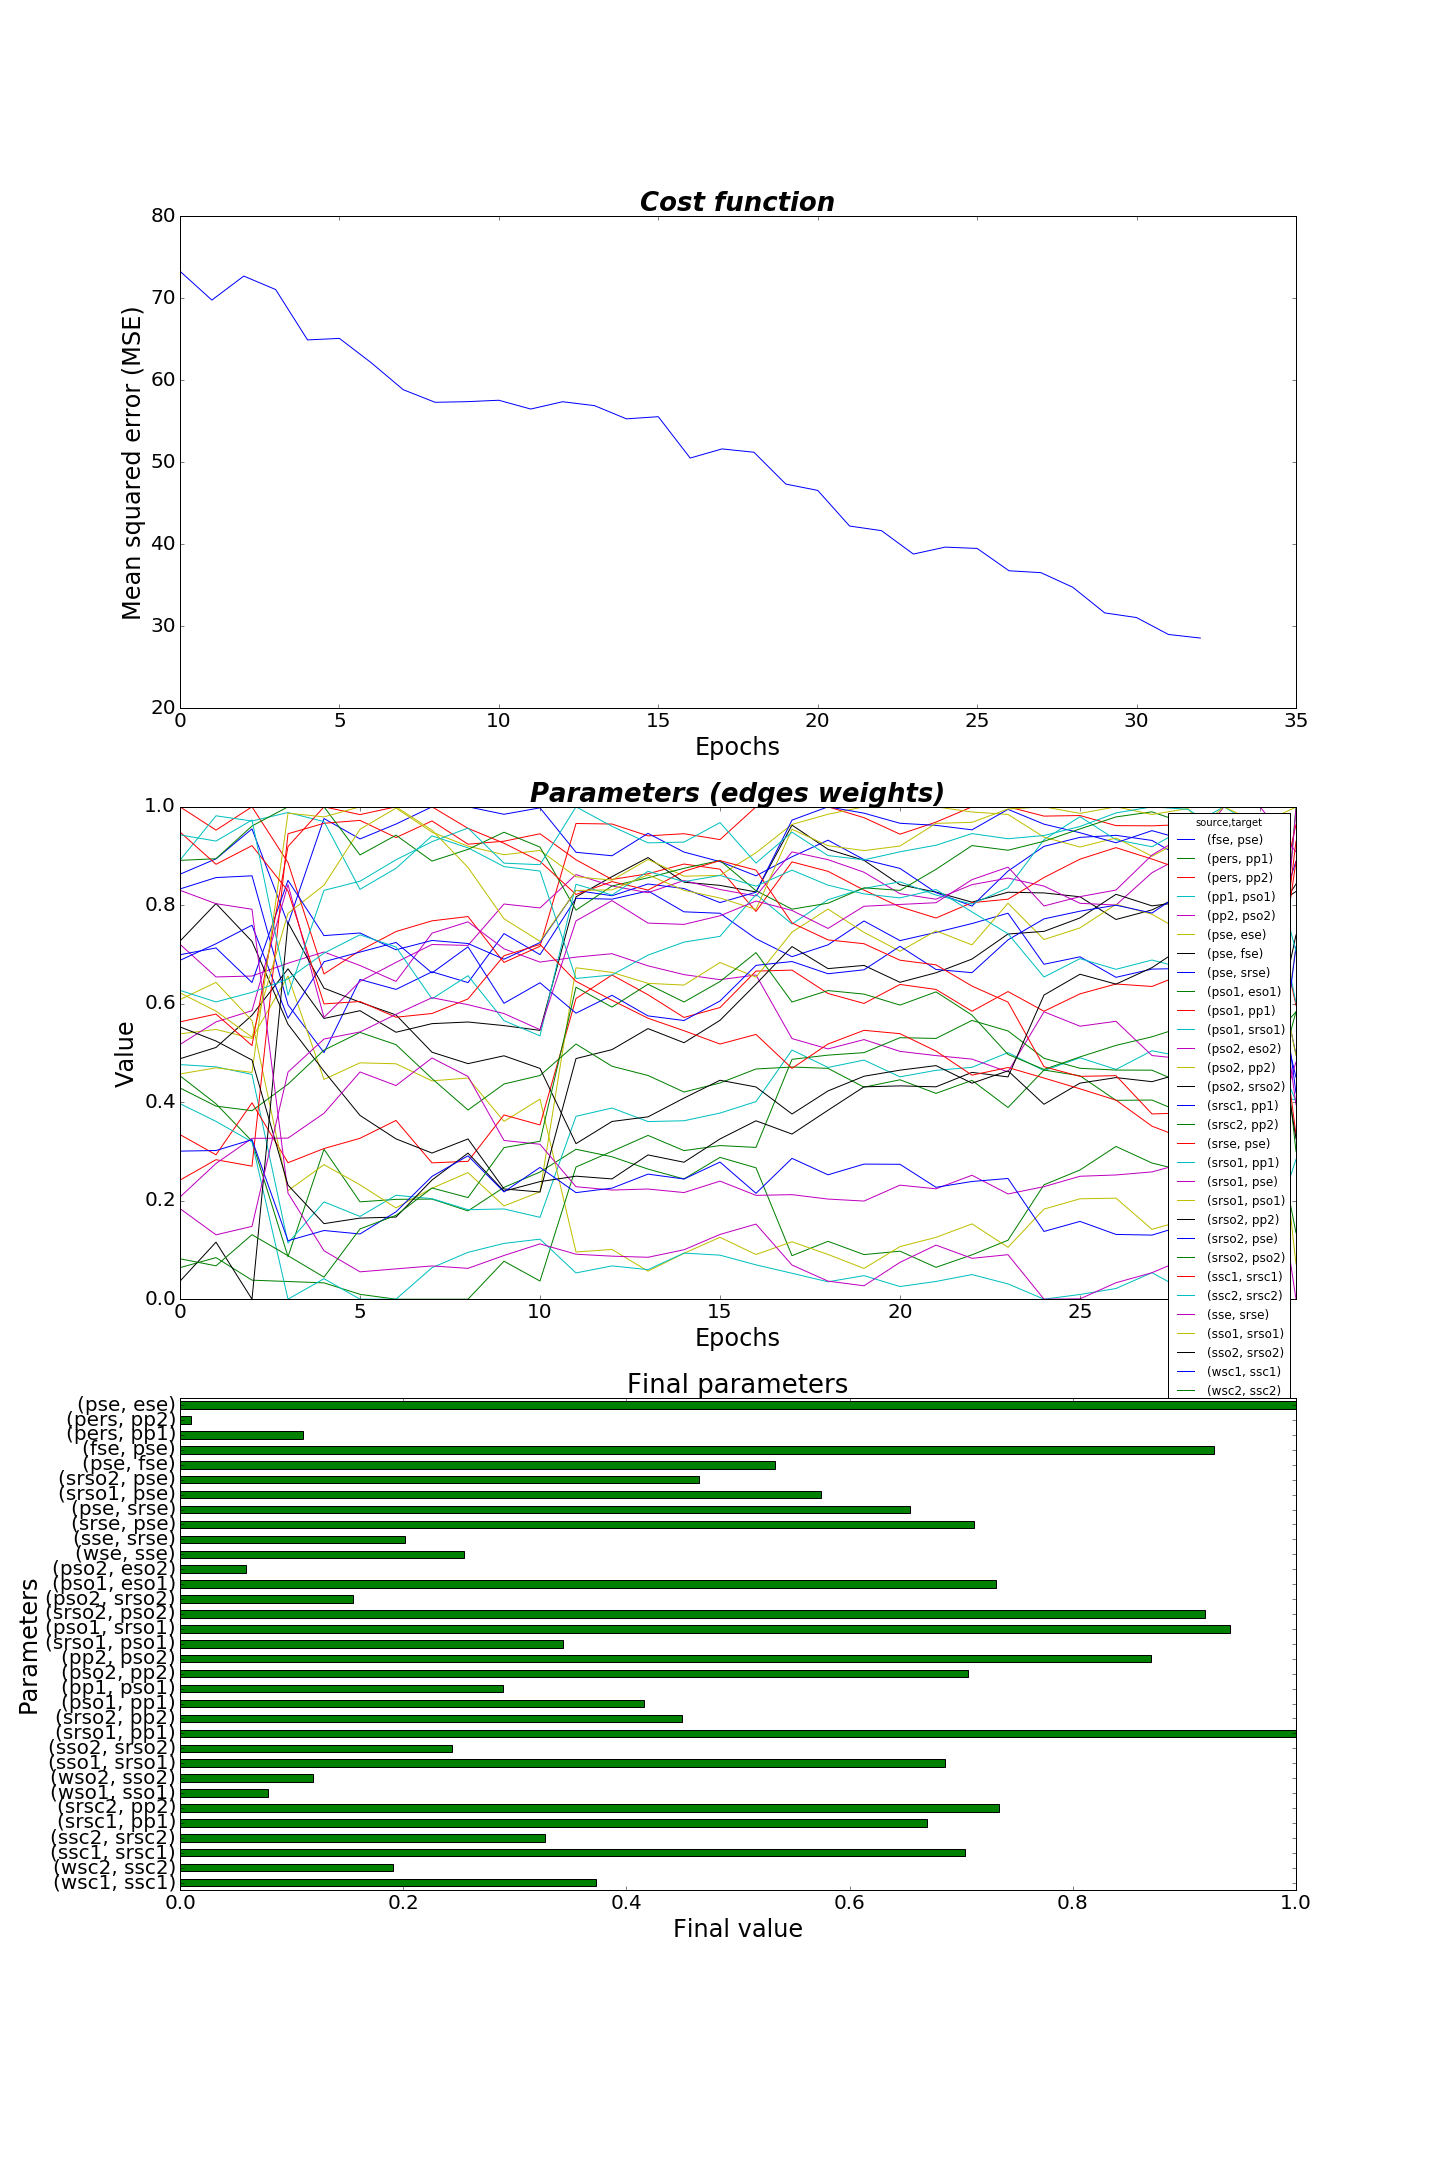 Cost function
80
70
60
50
40
30
20
Mean squared error (MSE)
0 5 10 15 20 25 30 35
Epochs
Parameters (edges weights)
1.0
0.8
0.6
0.4
0.2
0.0
Value
0 5 10 15 20 25
Epochs
source,target
(fse, pse)
(pers, pp1)
(pers, pp2)
(pp1, pso1)
(pp2, pso2)
(pse, ese)
(pse, fse)
(pse, srse)
(pso1, eso1)
(pso1, pp1)
(pso1, srso1)
(pso2, eso2)
(pso2, pp2)
(pso2, srso2)
(srsc1, pp1)
(srsc2, pp2)
(srse, pse)
(srso1, pp1)
(srso1, pse)
(srso1, pso1)
(srso2, pp2)
(srso2, pse)
(srso2, pso2)
(ssc1, srsc1)
(ssc2, srsc2)
(sse, srse)
(sso1, srso1)
(sso2, srso2)
(wsc1, ssc1)
(wsc2, ssc2)
Final parameters
(pse, ese)
(pers, pp2)
(pers, pp1)
(fse, pse)
(pse, fse)
(srso2, pse)
(srso1, pse)
(pse, srse)
(srse, pse)
(sse, srse)
(wse, sse)
(pso2, eso2)
(pso1, eso1)
(pso2, srso2)
(srso2, pso2)
(pso1, srso1)
(srso1, pso1)
(pp2, pso2)
(pso2, pp2)
(pp1, pso1)
(pso1, pp1)
(srso2, pp2)
(srso1, pp1)
(sso2, srso2)
(sso1, srso1)
(wso2, sso2)
(wso1, sso1)
(srsc2, pp2)
(srsc1, pp1)
(ssc2, srsc2)
(ssc1, srsc1)
(wsc2, ssc2)
(wsc1, ssc1)
Parameters
0.0 0.2 0.4 0.6 0.8 1.0
Final value